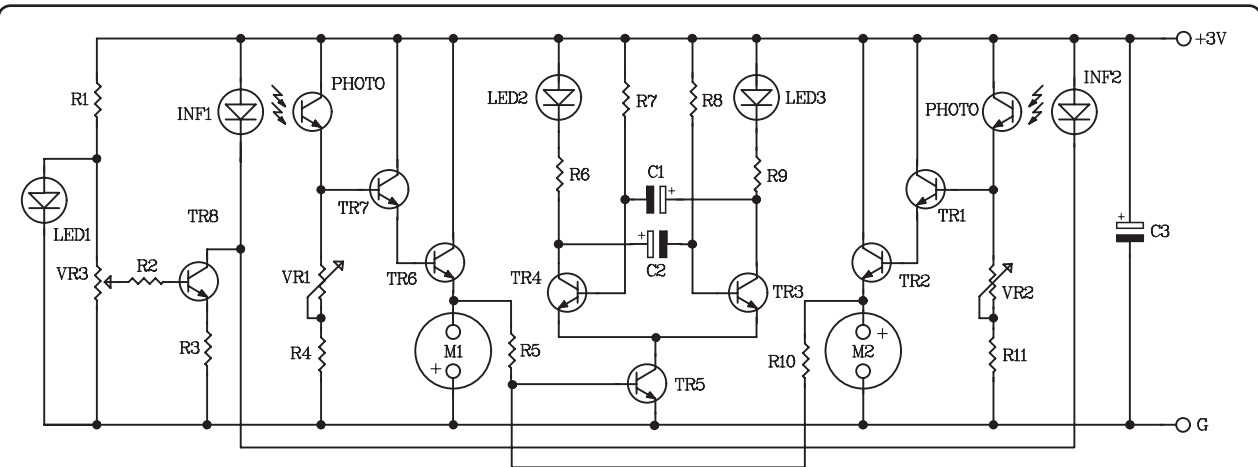 +3V
INF2
PHOTO
R1
INF1
LED2
R7
R8
LED3
PHOTO
C1
+
R6
R9
TR7
TR1
LED1
TR8
+
C3
+
C2
VR3
R2
VR1
TR6
TR4
TR3
TR2
VR2
R3
R4
M1
+
R5
R10
+
M2
R11
TR5
G